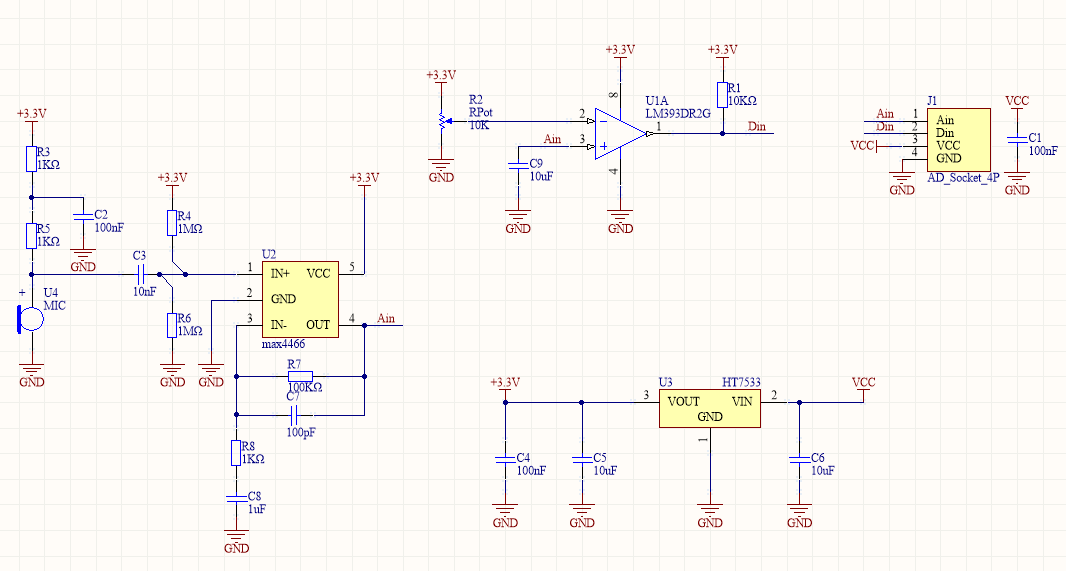 +3.3V
R3
1KΩ
C2
100nF
R5
1KΩ
GND
+
U4
MIC
GND
C3
10nF
+3.3V
R4
1MΩ
R6
1MΩ
GND
GND
+3.3V
U2
1
IN+
VCC
5
2
GND
3
IN-
OUT
4
Ain
max4466
R7
100KΩ
C7
100pF
R8
1KΩ
C8
1uF
GND
+3.3V
R2
RPot
10K
GND
+3.3V
8
U1A
LM393DR2G
2
Ain
3
1
4
C9
10uF
GND
GND
+3.3V
R1
10KΩ
Din
J1
Ain
1
Ain
Din
2
Din
VCC
3
VCC
4
GND
AD_Socket_4P
GND
VCC
C1
100nF
GND
+3.3V
U3
HT7533
3
VOUT
VIN
2
GND
1
VCC
C4
100nF
C5
10uF
C6
10uF
GND
GND
GND
GND